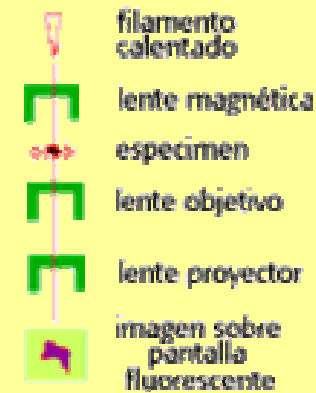 filamento
calentado
lente magnética
especimen
lente objetivo
lente proyector
imagen sobre
pantalla
fluorescente